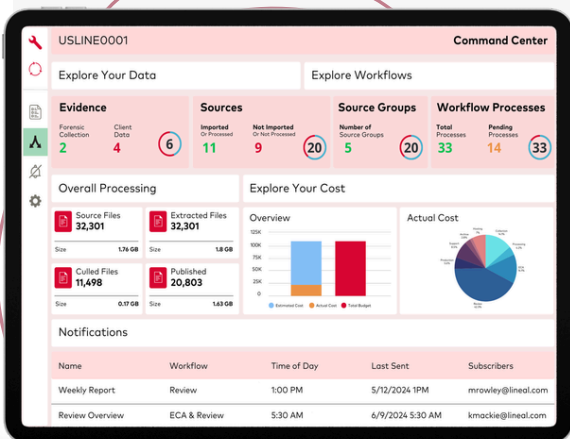 USLINE0001
Command Center
Explore Your Data
Explore Workflows
Evidence
Sources
Source Groups
Workflow Processes
Forensic Collection
2
Client Data
4
6
Imported
Or Processed
11
Not Imported
Or Not Processed
9
20
Number of
Source Groups
5
20
Total
Processes
33
Pending
Processes
14
33
Overall Processing
Explore Your Cost
Source Files
32,301
Size 1.76 GB
Extracted Files
32,301
Size 1.8 GB
Culled Files
11,498
Size 0.17 GB
Published
20,803
Size 1.63 GB
Overview
125K
100K
75K
50K
25K
0
Estimated Cost Actual Cost Total Budget
Actual Cost
Notifications
Name Workflow Time of Day Last Sent Subscribers
Weekly Report Review 1:00 PM 5/12/2024 1PM mrowley@lineal.com
Review Overview ECA & Review 5:30 AM 6/9/2024 5:30 AM kmackie@lineal.com